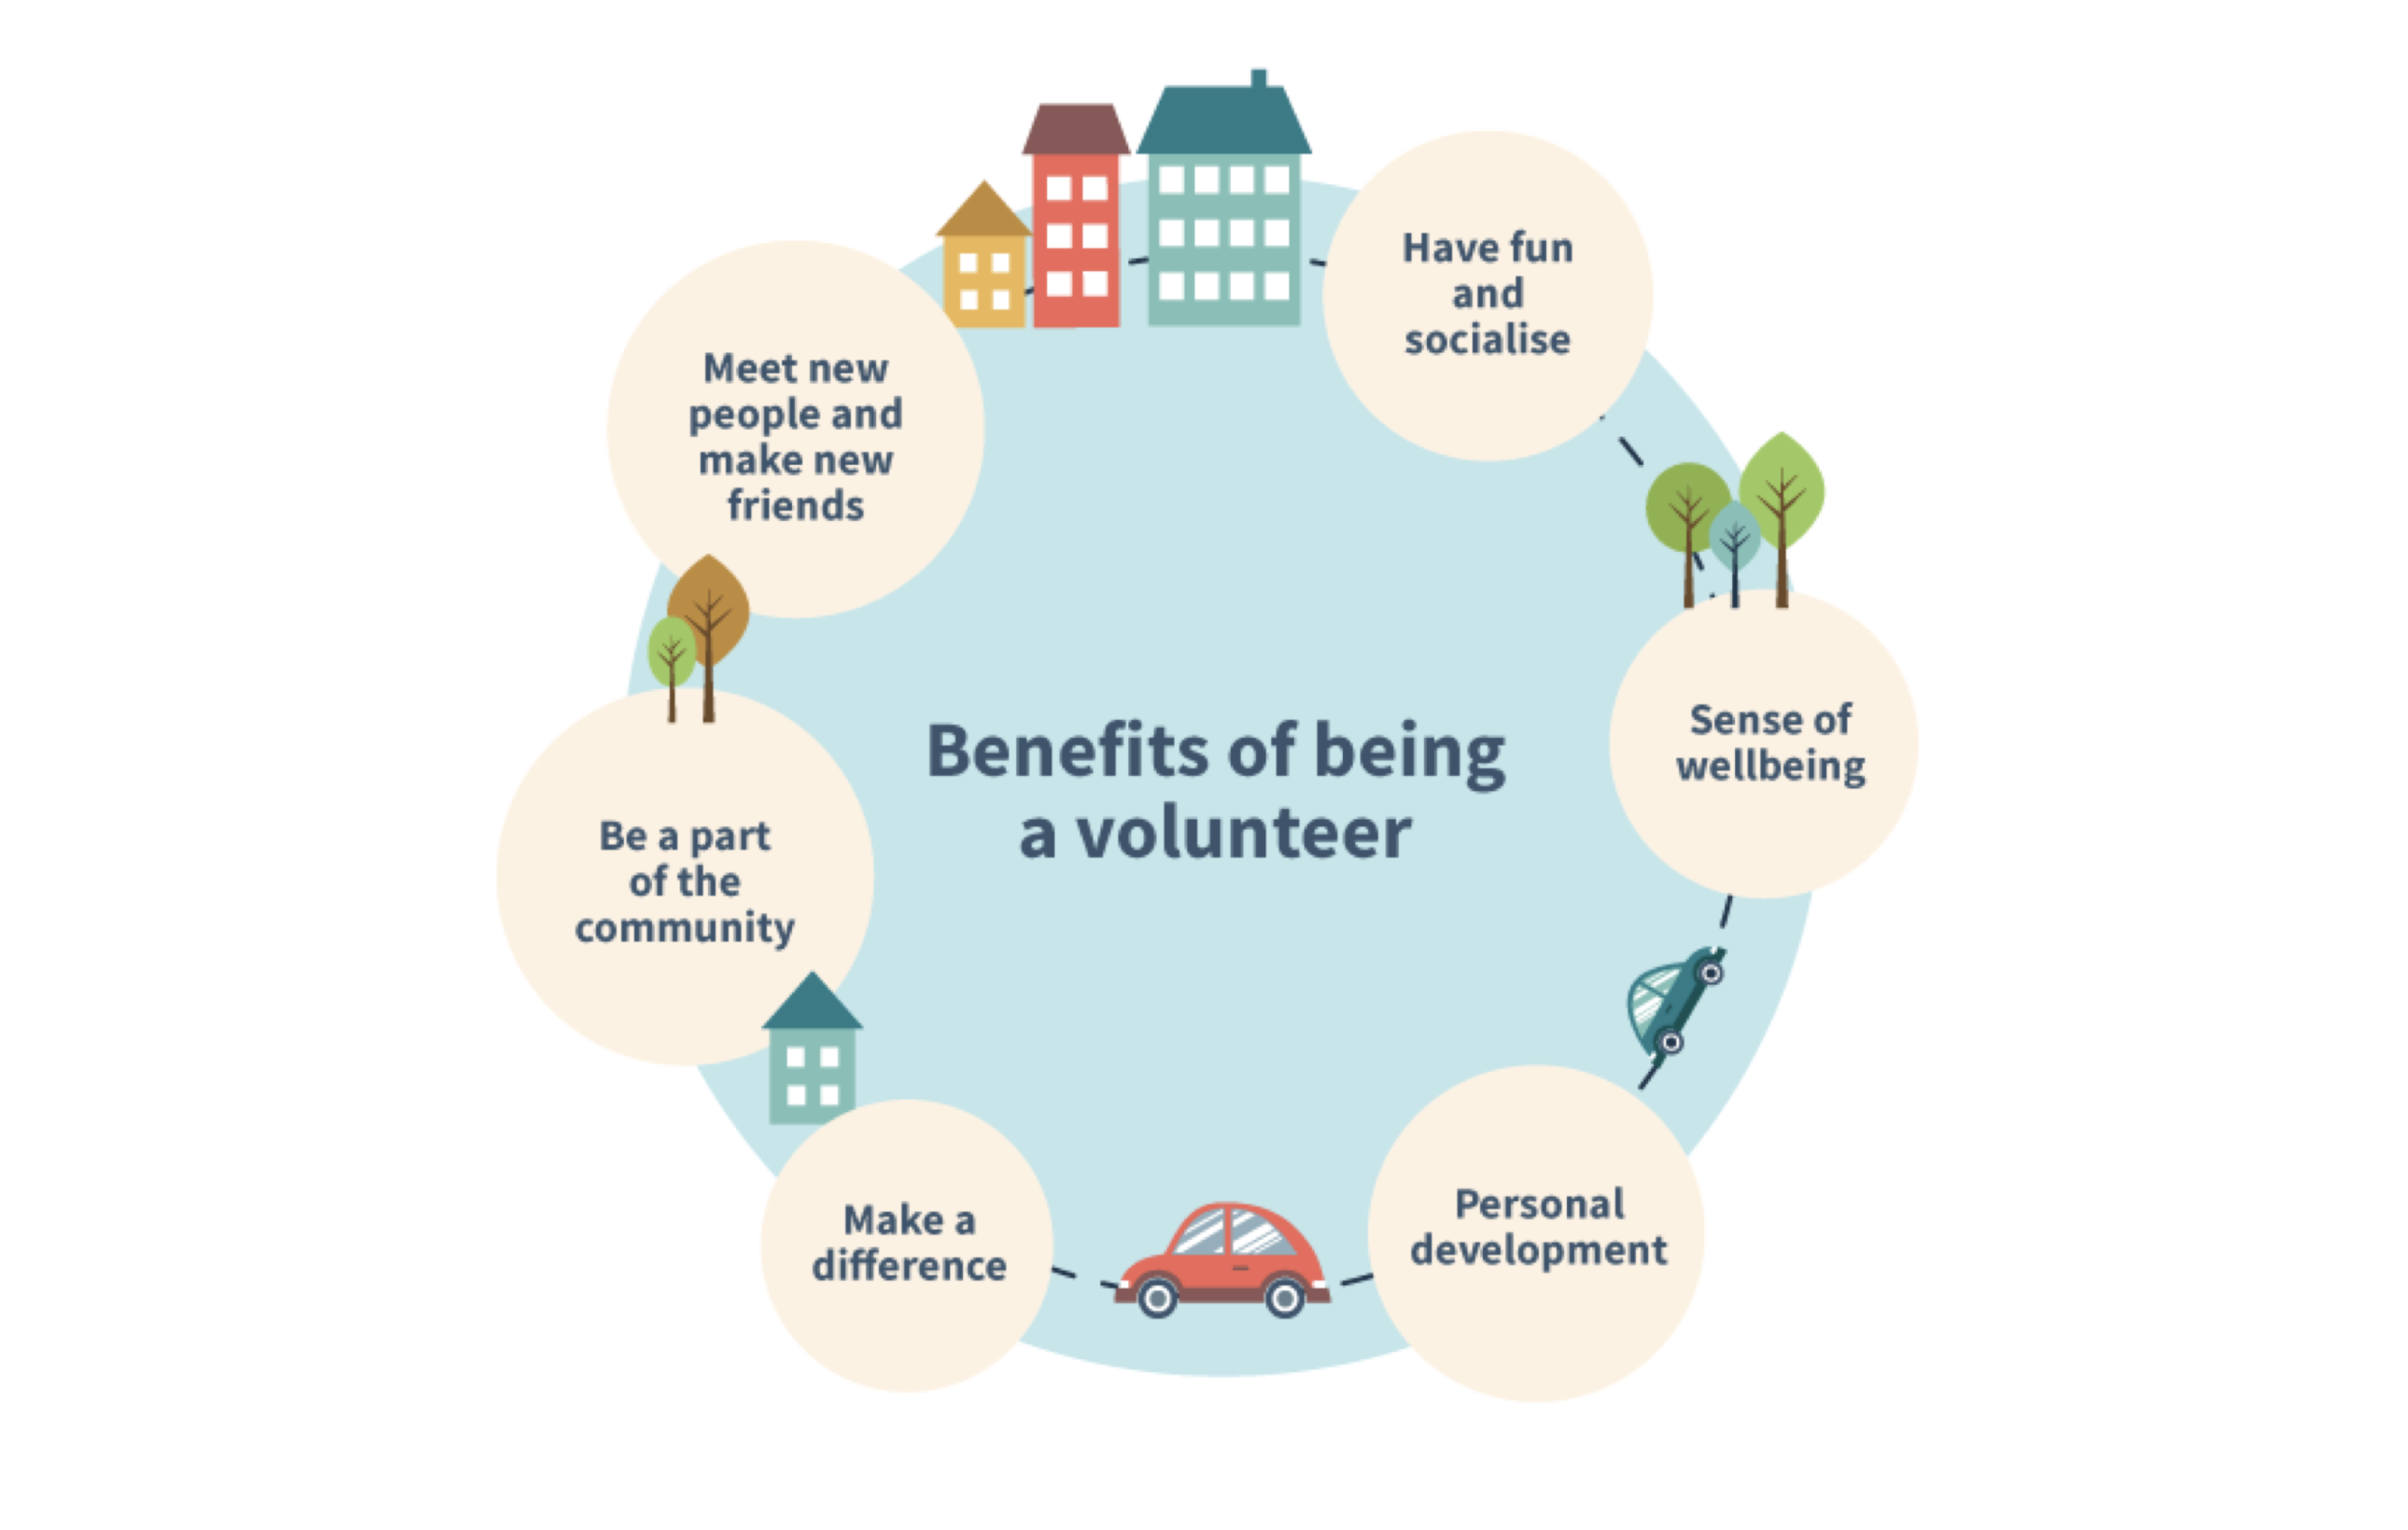 Benefits of being
a volunteer
Have fun
and
socialise
Sense of
wellbeing
Personal
development
Make a
difference
Be a part
of the
community
Meet new
people and
make new
friends